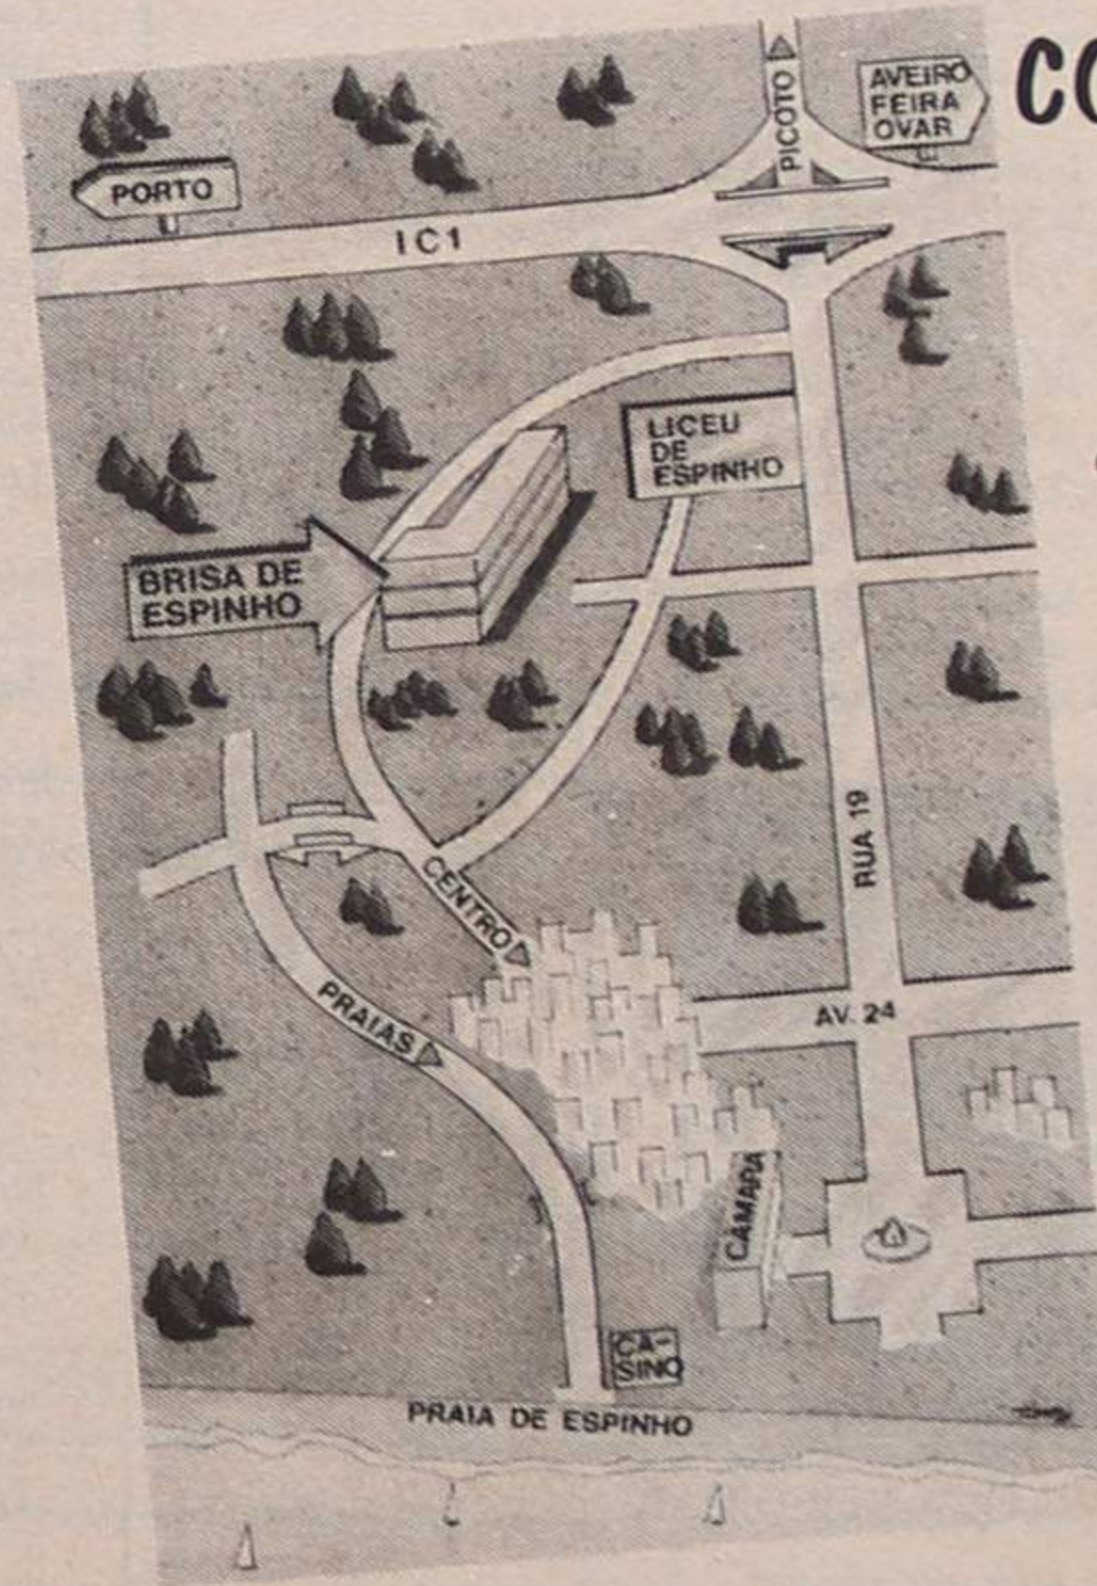 PICOTO
AVEIRO
FEIRA
OVAR
CO
PORTO
IC1
LICEU
DE
ESPINHO
BRISA DE
ESPINHO
RUA 19
CENTRO
PRAIAS
AV. 24
CÂMARA
CA-
SINO
PRAIA DE ESPINHO